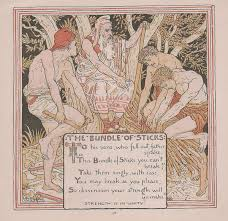 THE BUNDLE OF STICKS
To his sons, who fell out, father
spake:
This Bundle of Sticks you can't
break;
Take them singly, with ease,
You may break as you please;
So, dissension your strength will
unmake.
STRENGTH IS IN UNITY